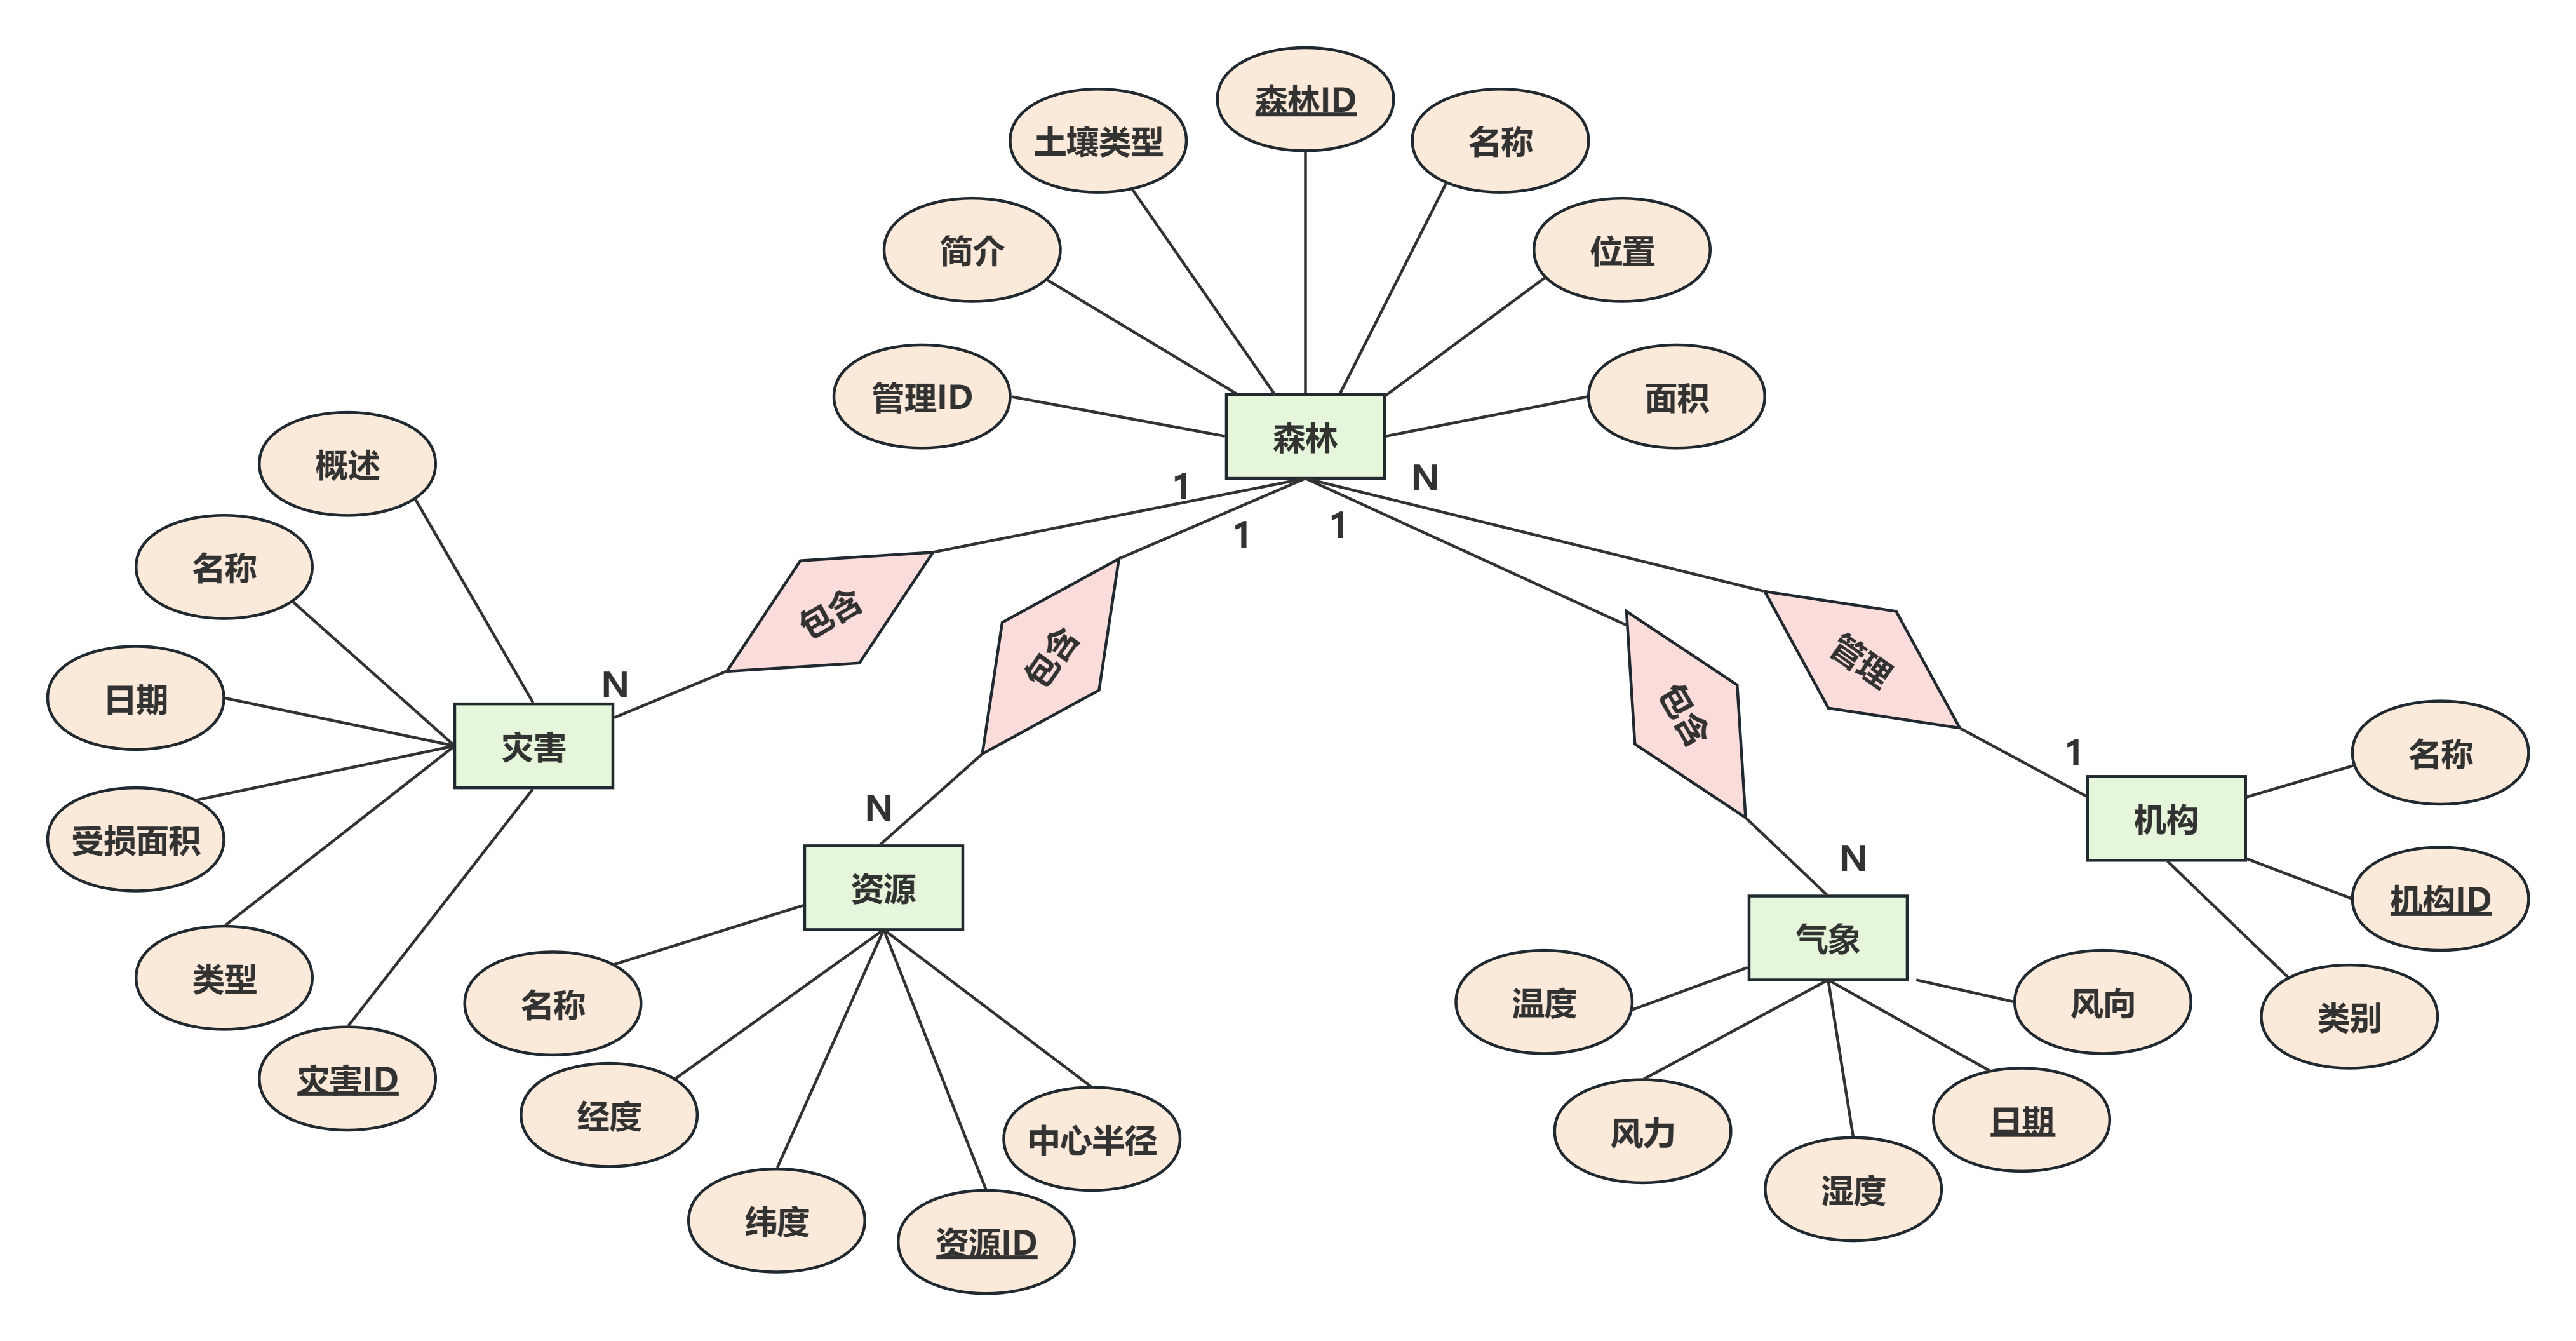 森林ID
土壤类型
名称
简介
位置
管理ID
面积
森林
1
N
1
1
概述
名称
日期
受损面积
类型
灾害ID
灾害
N
包含
包含
N
资源
名称
经度
纬度
资源ID
中心半径
包含
管理
N
1
气象
温度
风力
湿度
日期
风向
机构
名称
机构ID
类别